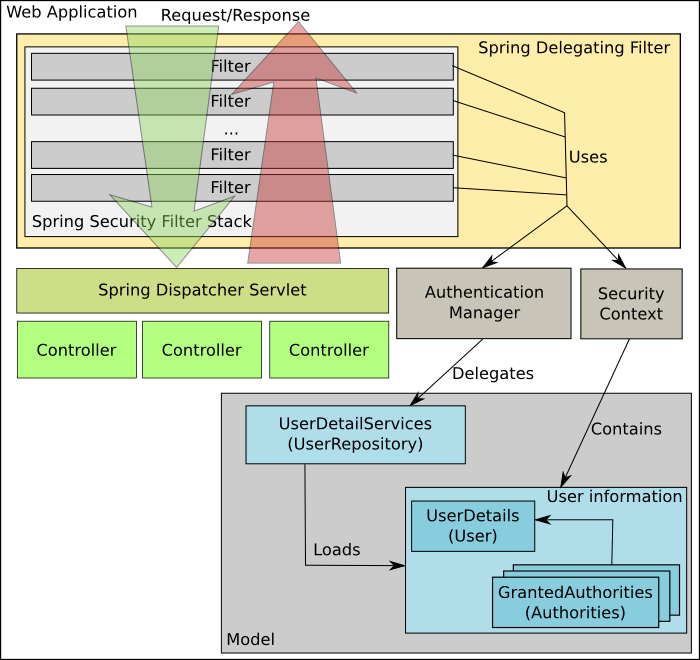 Web Application
Request/Response
Spring Delegating Filter
Filter
Filter
...
Filter
Filter
Uses
Spring Security Filter Stack
Spring Dispatcher Servlet
Authentication
Manager
Security
Context
Controller
Controller
Controller
Delegates
UserDetailServices
(UserRepository)
Contains
User information
UserDetails
(User)
Loads
GrantedAuthorities
(Authorities)
Model